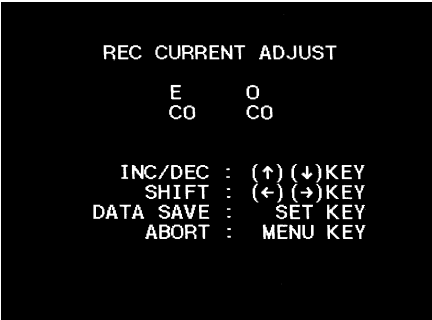 REC CURRENT ADJUST
E O
CO CO
INC/DEC : (↑)(↓)KEY
SHIFT : (←)(→)KEY
DATA SAVE : SET KEY
ABORT : MENU KEY